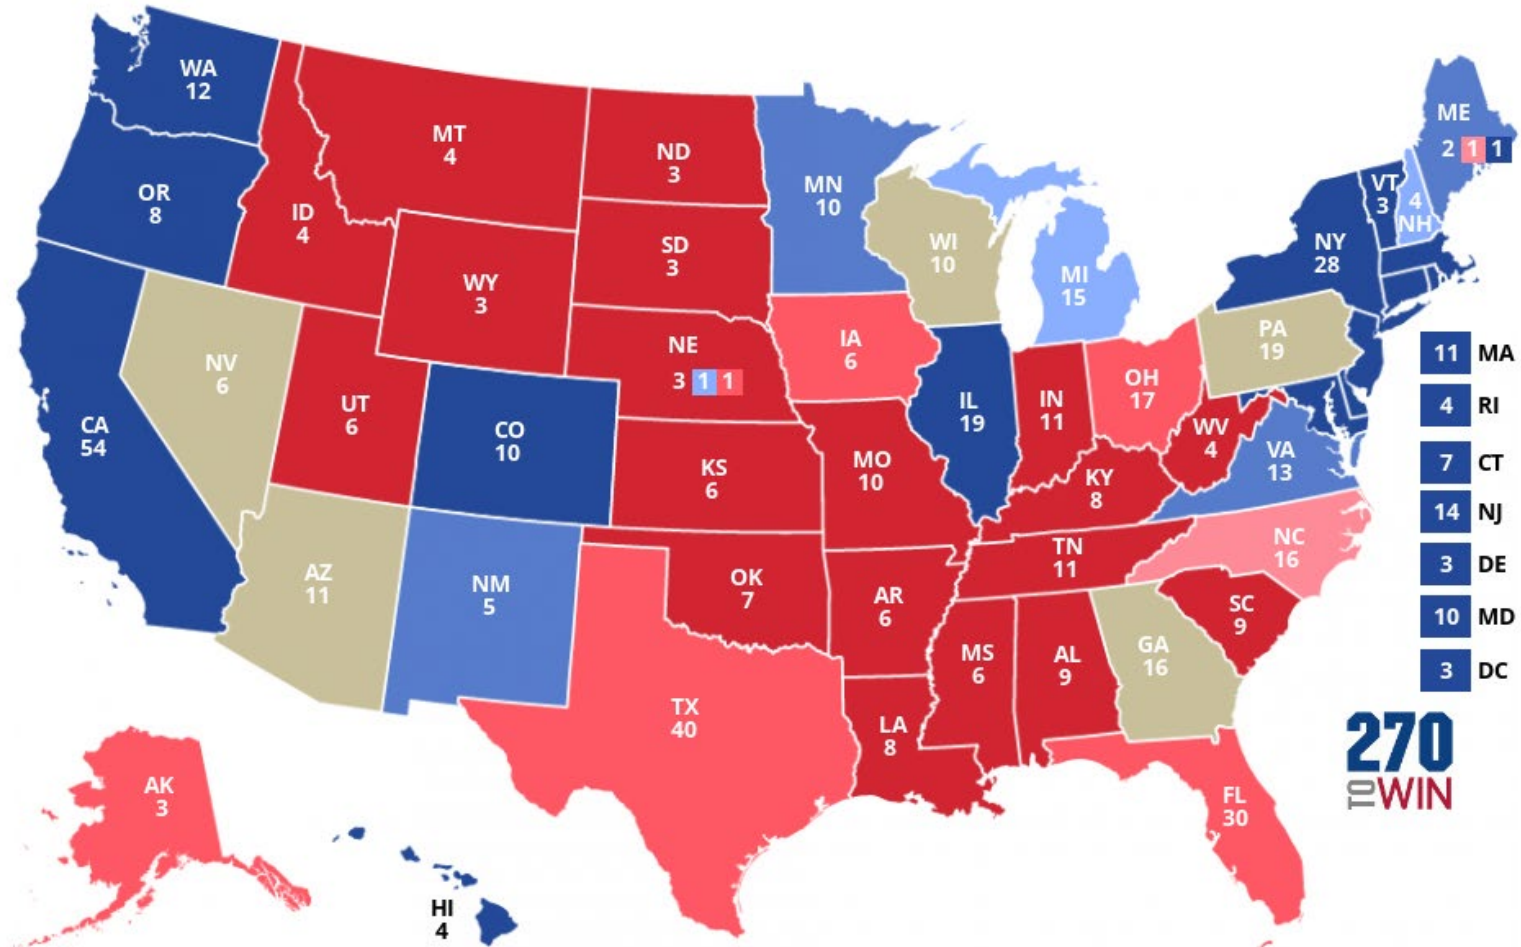 WA
12
OR
8
CA
54
NV
6
ID
4
MT
4
WY
3
UT
6
AZ
11
CO
10
NM
5
ND
3
SD
3
NE
3 1 1
KS
6
OK
7
TX
40
MN
10
IA
6
MO
10
AR
6
LA
8
WI
10
IL
19
MI
15
IN
11
OH
17
KY
8
TN
11
MS
6
AL
9
GA
16
FL
30
SC
9
NC
16
VA
13
WV
4
PA
19
NY
28
VT
3
4
NH
ME
2 1 1
11 MA
4 RI
7 CT
14 NJ
3 DE
10 MD
3 DC
AK
3
HI
4
270
TO WIN